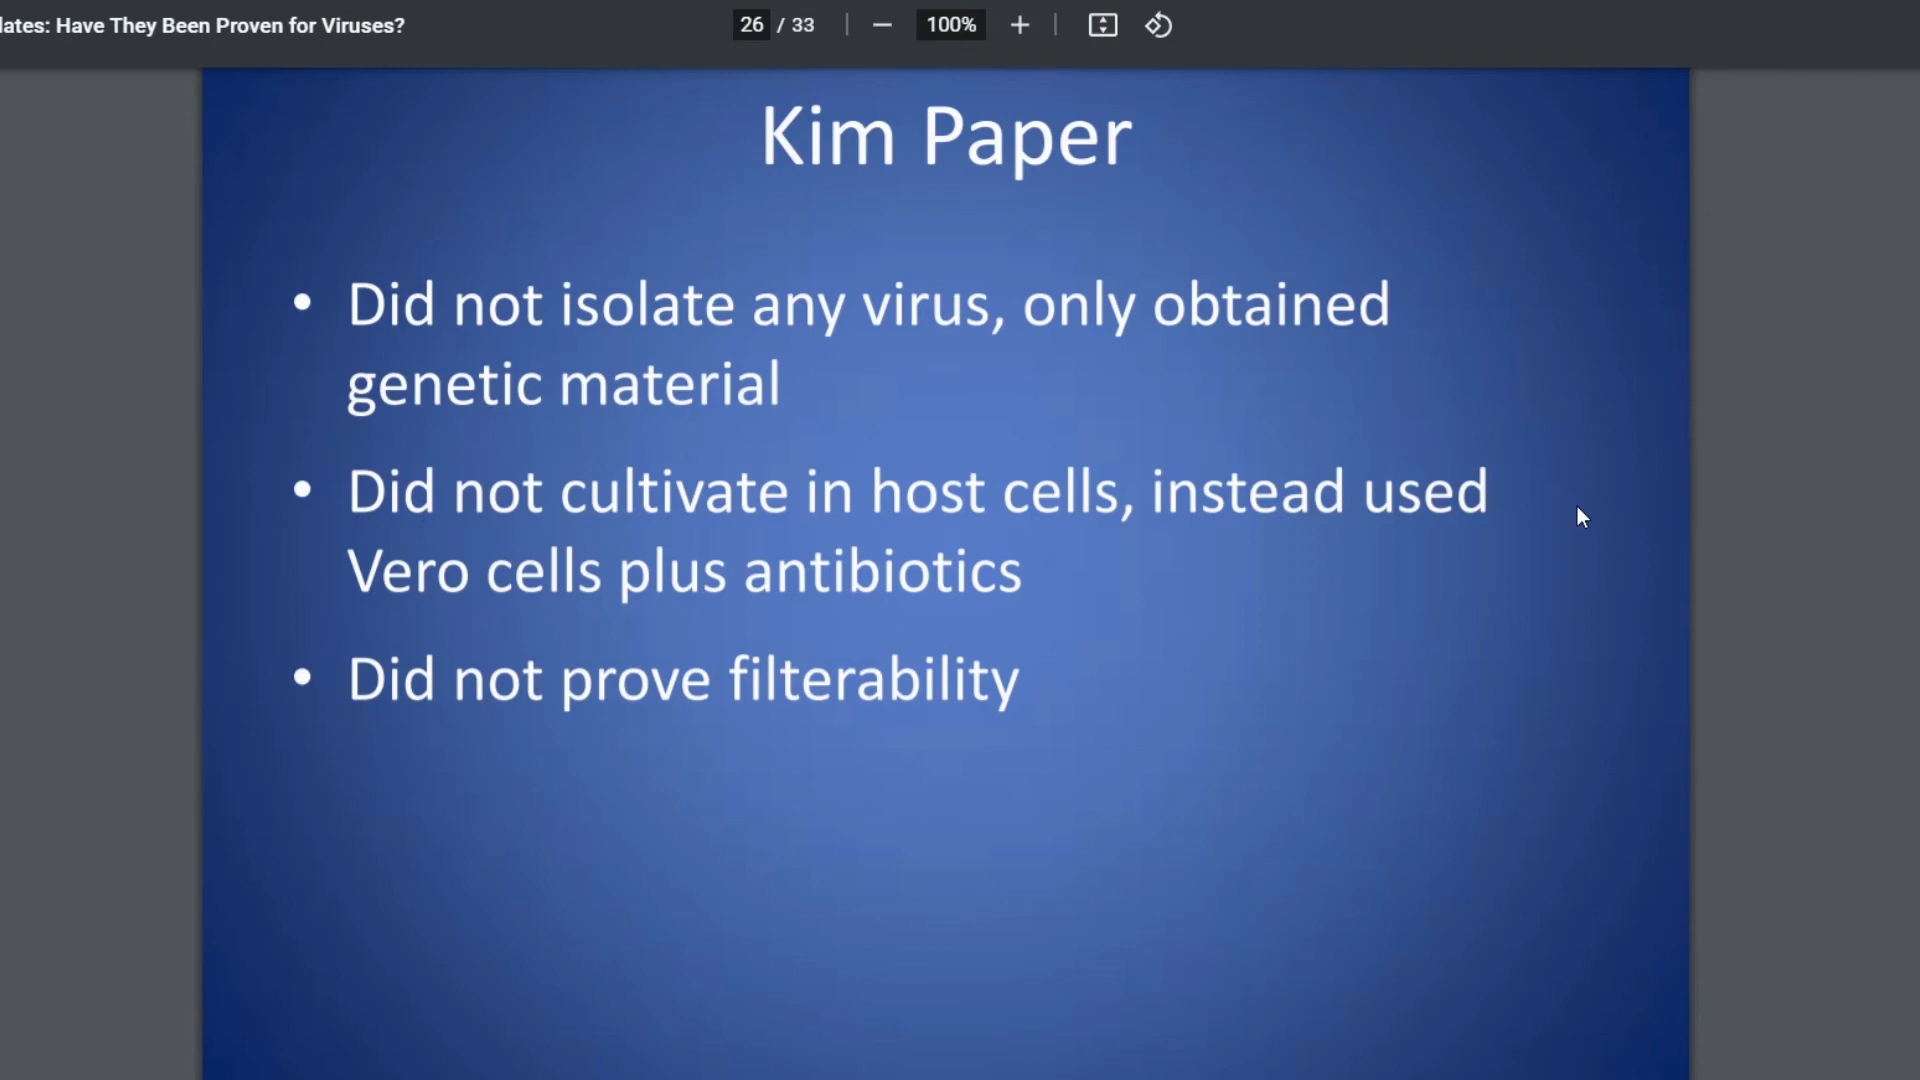 lates: Have They Been Proven for Viruses?
26 / 33
100%
Kim Paper
• Did not isolate any virus, only obtained
genetic material
• Did not cultivate in host cells, instead used
Vero cells plus antibiotics
• Did not prove filterability